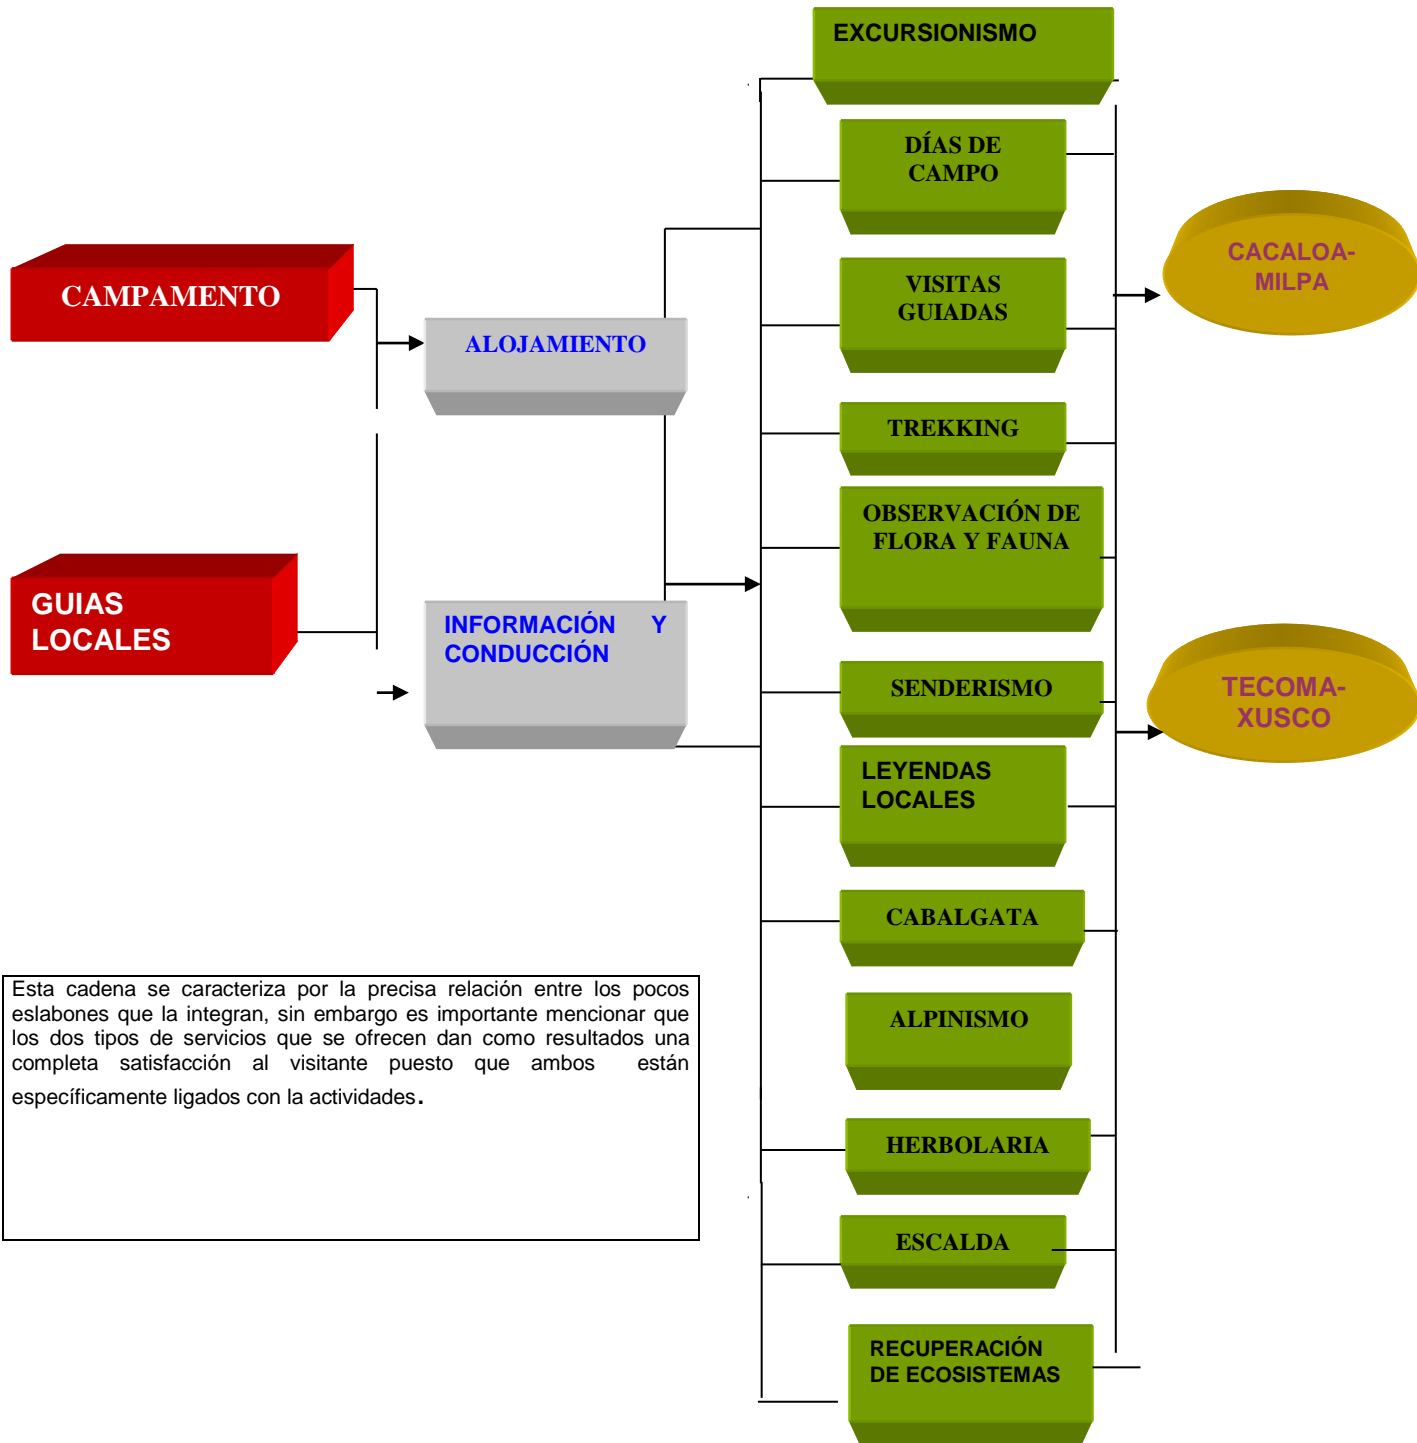 CAMPAMENTO
GUIAS
LOCALES
ALOJAMIENTO
INFORMACIÓN Y
CONDUCCIÓN
EXCURSIONISMO
DÍAS DE
CAMPO
VISITAS
GUIADAS
TREKKING
OBSERVACIÓN DE
FLORA Y FAUNA
SENDERISMO
LEYENDAS
LOCALES
CABALGATA
ALPINISMO
HERBOLARIA
ESCALDA
RECUPERACIÓN
DE ECOSISTEMAS
CACALOA-
MILPA
TECOMA-
XUSCO
Esta cadena se caracteriza por la precisa relación entre los pocos
eslabones que la integran, sin embargo es importante mencionar que
los dos tipos de servicios que se ofrecen dan como resultados una
completa satisfacción al visitante puesto que ambos están
específicamente ligados con la actividades.